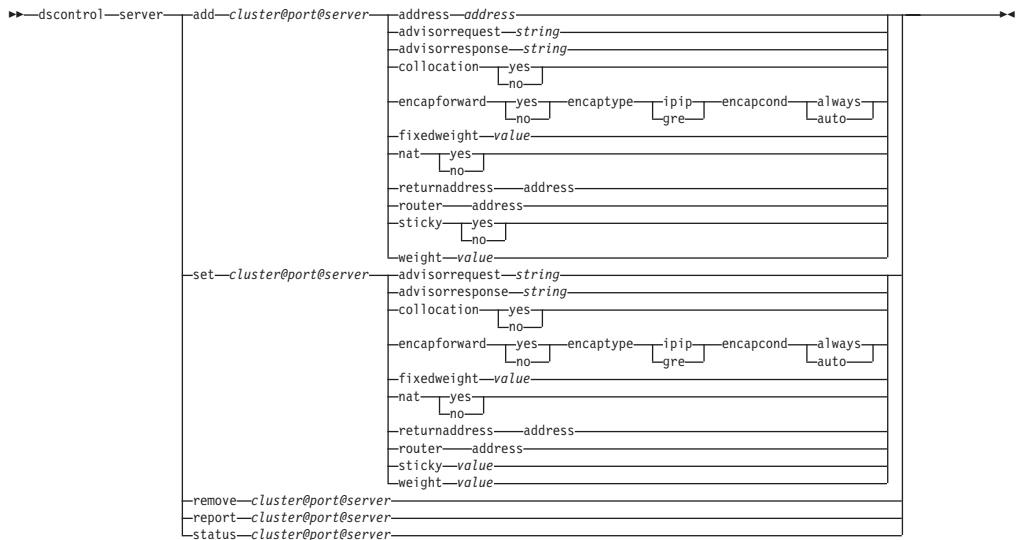 dscontrol server add cluster@port@server address address
advisorrequest string
advisorresponse string
collocation yes
no
encapforward yes encaptype ipip encapcond always
no gre auto
fixedweight value
nat yes
no
returnaddress address
router address
sticky yes
no
weight value
set cluster@port@server advisorrequest string
advisorresponse string
collocation yes
no
encapforward yes encaptype ipip encapcond always
no gre auto
fixedweight value
nat yes
no
returnaddress address
router address
sticky value
weight value
remove cluster@port@server
report cluster@port@server
status cluster@port@server